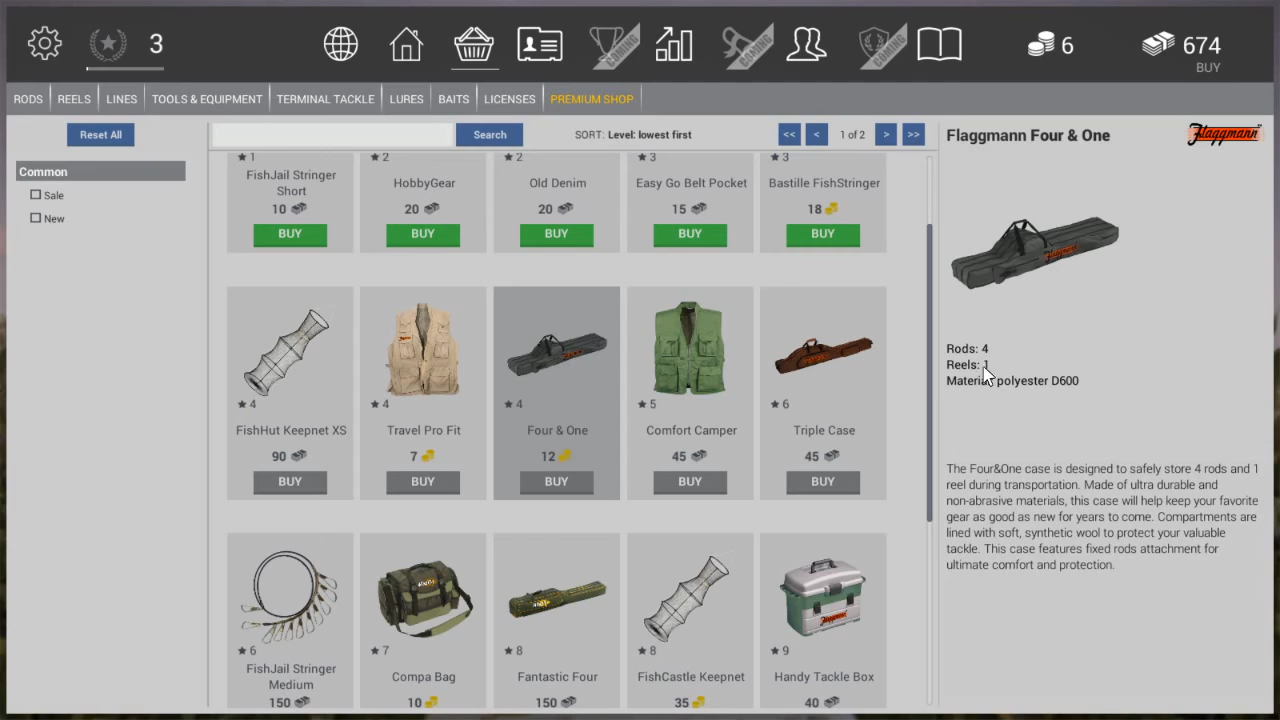 3
COMING
COMING
COMING
6
674
BUY
RODS
REELS
LINES
TOOLS & EQUIPMENT
TERMINAL TACKLE
LURES
BAITS
LICENSES
PREMIUM SHOP
Reset All
Search
SORT: Level: lowest first
<<
<
1 of 2
>
>>
Common
Sale
New
1
FishJail Stringer
Short
10
BUY
2
HobbyGear
20
BUY
2
Old Denim
20
BUY
3
Easy Go Belt Pocket
15
BUY
3
Bastille FishStringer
18
BUY
4
FishHut Keepnet XS
90
BUY
4
Travel Pro Fit
7
BUY
4
Four & One
12
BUY
5
Comfort Camper
45
BUY
6
Triple Case
45
BUY
6
FishJail Stringer
Medium
150
7
Compa Bag
10
8
Fantastic Four
150
8
FishCastle Keepnet
35
9
Flaggmann
Handy Tackle Box
40
Flaggmann Four & One
Flaggmann
Rods: 4
Reels: 1
Material: polyester D600
The Four&One case is designed to safely store 4 rods and 1
reel during transportation. Made of ultra durable and
non-abrasive materials, this case will help keep your favorite
gear as good as new for years to come. Compartments are
lined with soft, synthetic wool to protect your valuable
tackle. This case features fixed rods attachment for
ultimate comfort and protection.